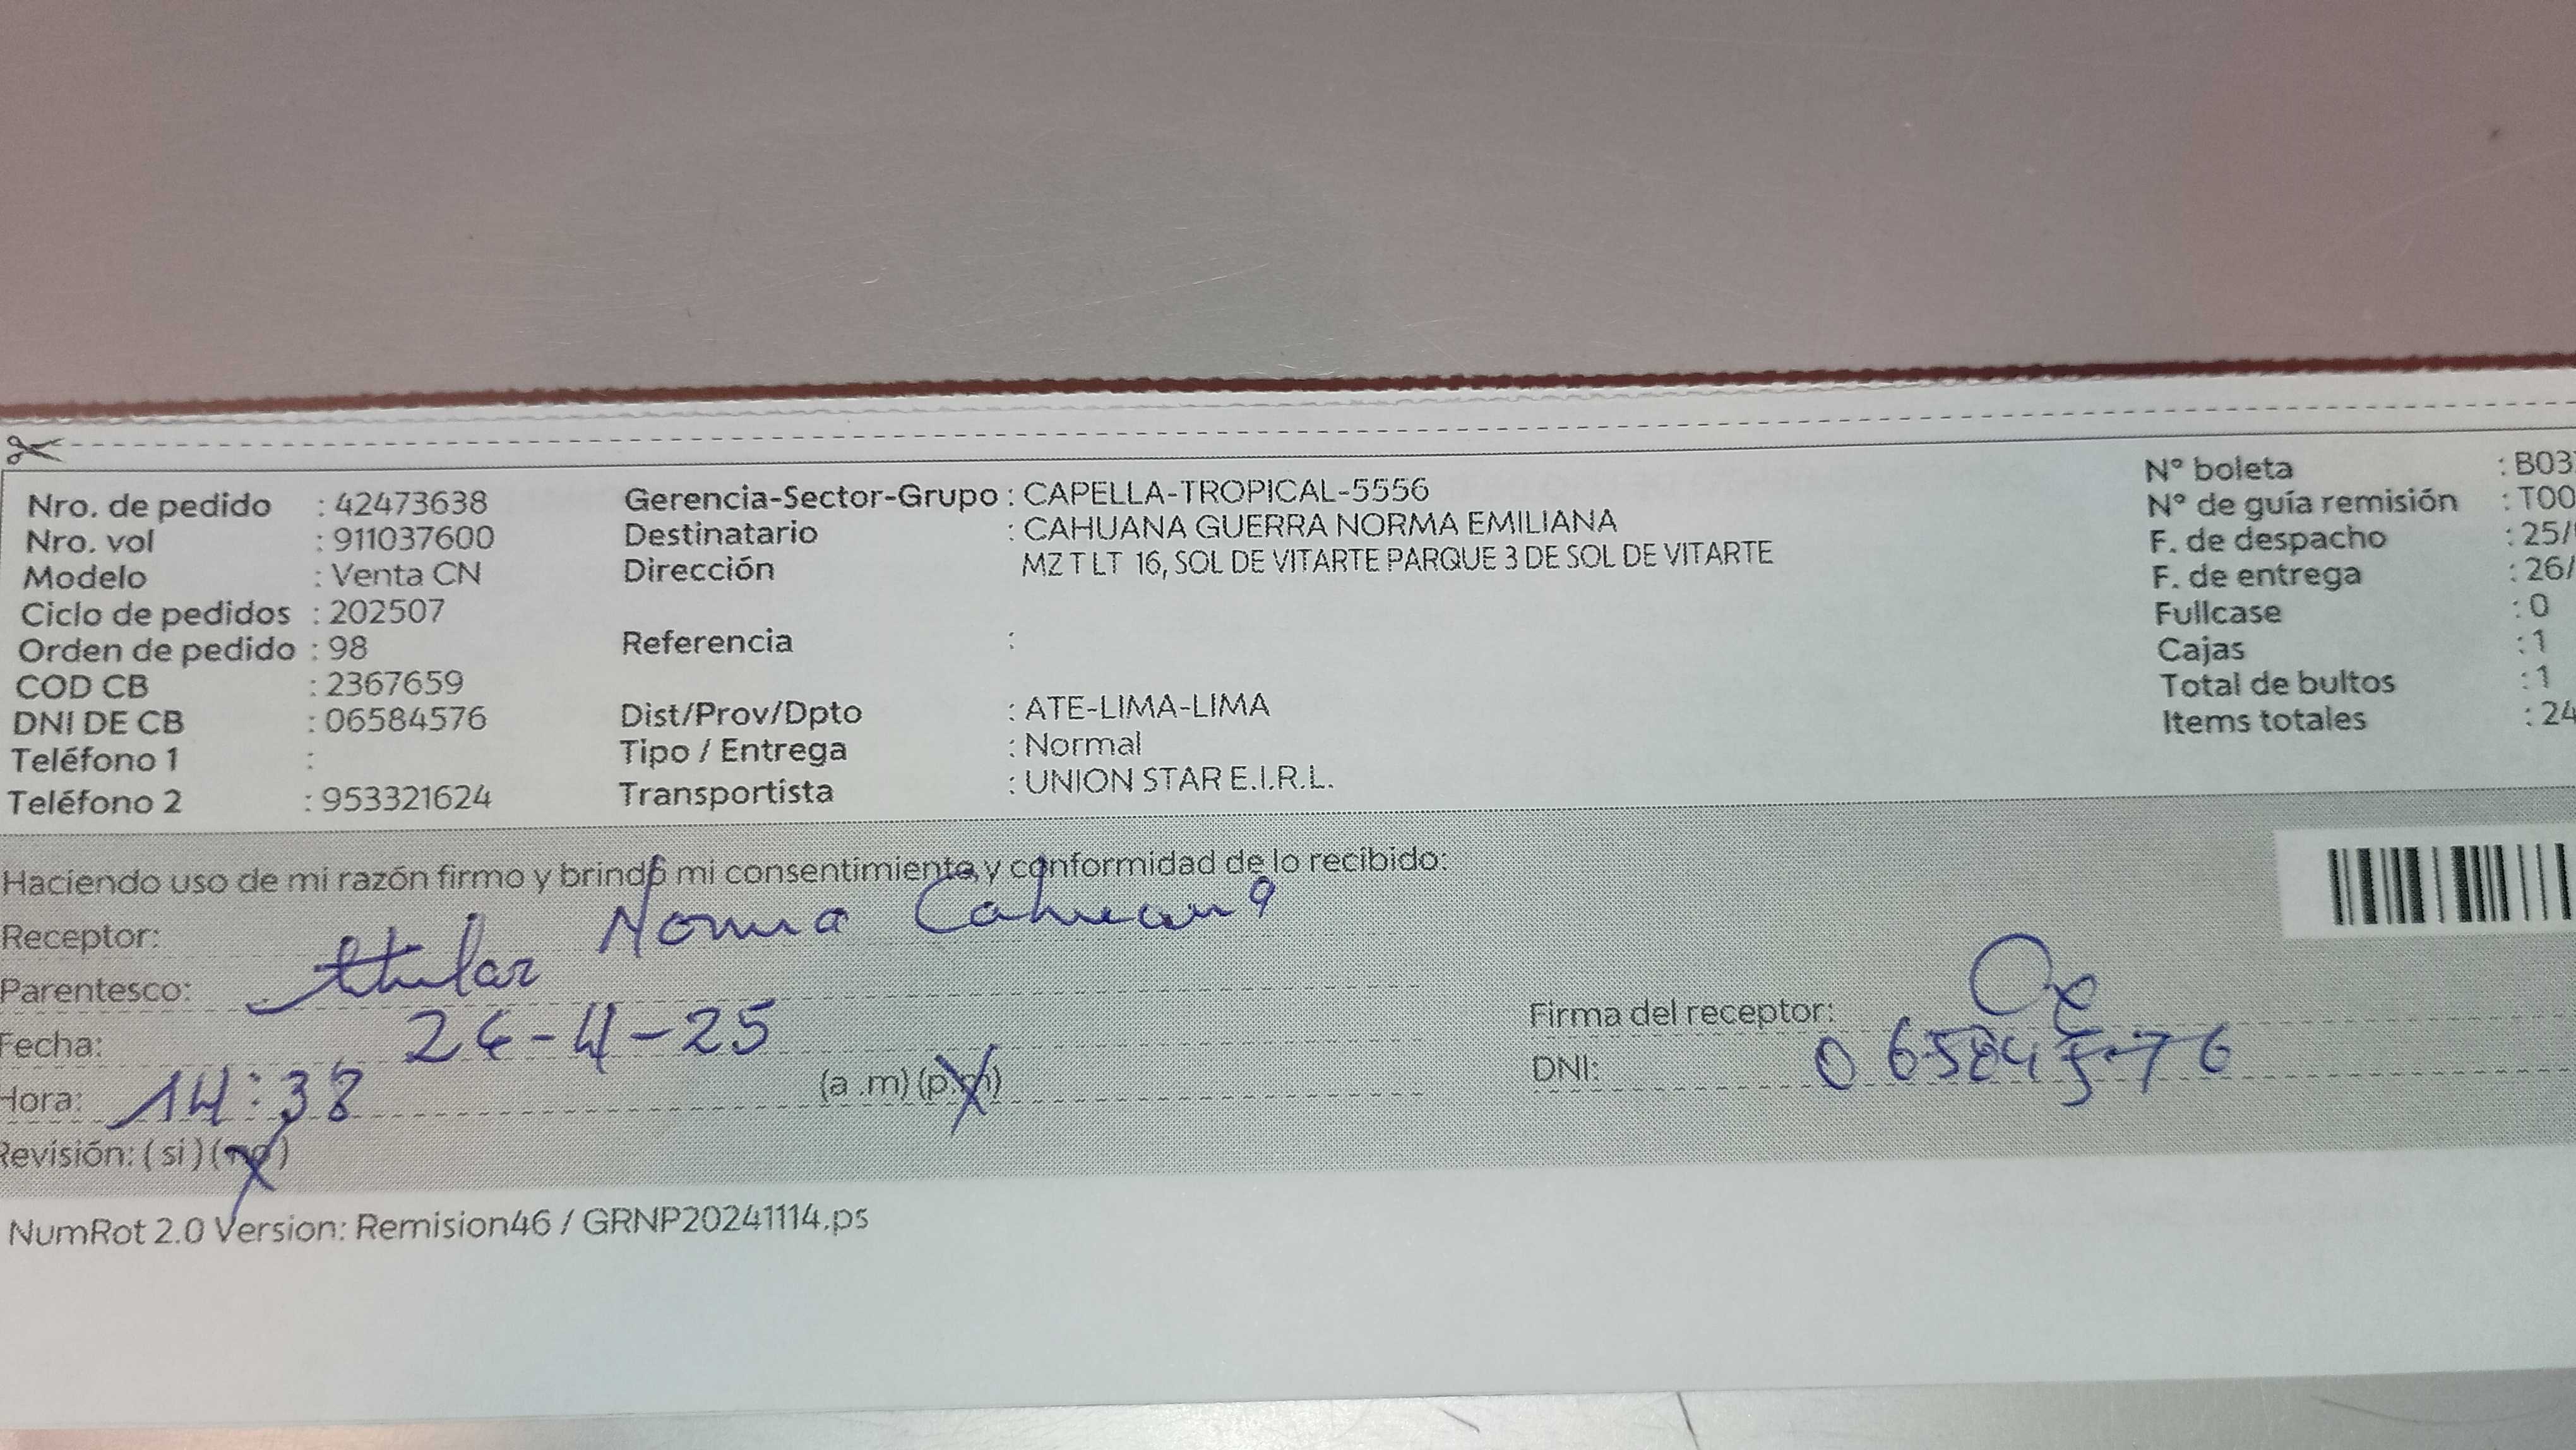 Nro. de pedido : 42473638
Nro. vol : 911037600
Modelo : Venta CN
Ciclo de pedidos : 202507
Orden de pedido : 98
COD CB : 2367659
DNI DE CB : 06584576
Teléfono 1 :
Teléfono 2 : 953321624
Gerencia-Sector-Grupo : CAPELLA-TROPICAL-5556
Destinatario : CAHUANA GUERRA NORMA EMILIANA
Dirección MZ T LT 16, SOL DE VITARTE PARQUE 3 DE SOL DE VITARTE
Referencia :
Dist/Prov/Dpto : ATE-LIMA-LIMA
Tipo / Entrega : Normal
Transportista : UNION STAR E.I.R.L.
N° boleta : B03
N° de guía remisión : T00
F. de despacho : 25/
F. de entrega : 26/
Fullcase : 0
Cajas : 1
Total de bultos : 1
Items totales : 24
Haciendo uso de mi razón firmo y brindo mi consentimiento, y conformidad de lo recibido:
Receptor: Norma Cahuana
Parentesco: titular
Fecha: 26-4-25
Hora: 14:38 (a .m) (p.m)
Revisión: ( si ) (no)
Firma del receptor:
DNI: 06584576
NumRot 2.0 Version: Remision46 / GRNP20241114.ps